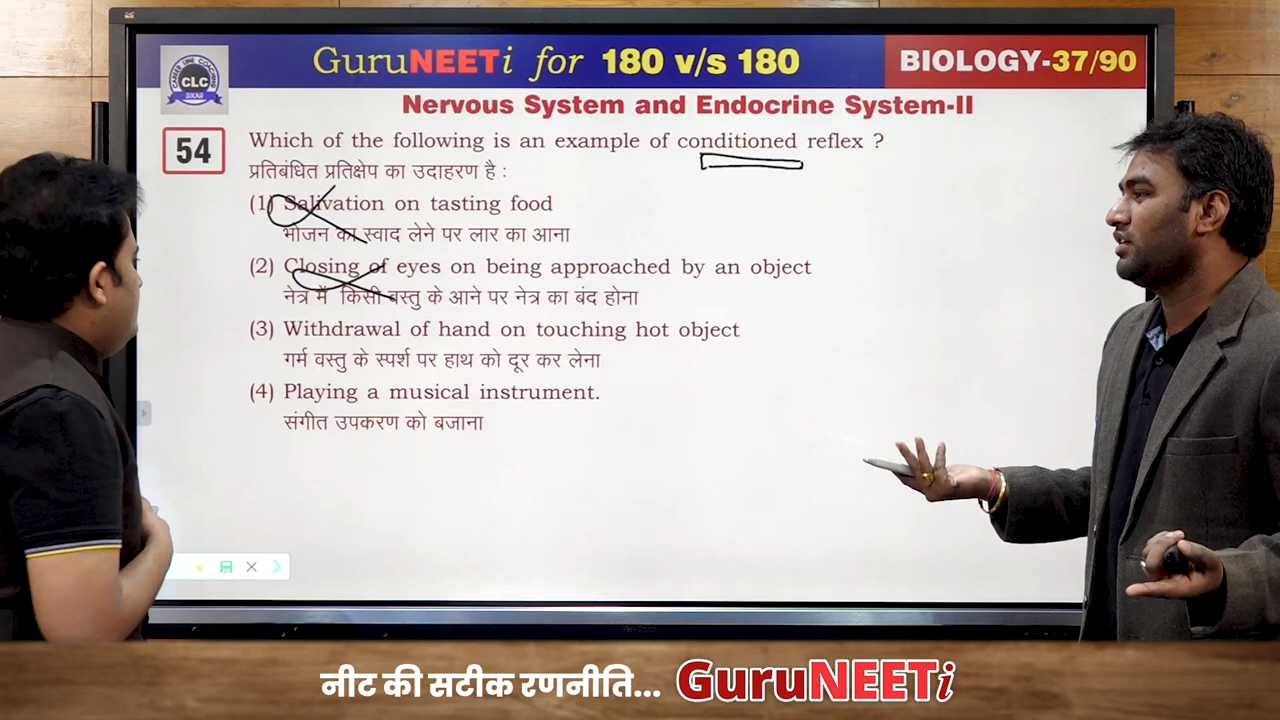 GuruNEETi for 180 v/s 180
BIOLOGY-37/90
CLC
SIKAR
Nervous System and Endocrine System-II
54
Which of the following is an example of conditioned reflex ?
प्रतिबंधित प्रतिक्षेप का उदाहरण है :
(1) Salivation on tasting food
भोजन का स्वाद लेने पर लार का आना
(2) Closing of eyes on being approached by an object
नेत्र में किसी वस्तु के आने पर नेत्र का बंद होना
(3) Withdrawal of hand on touching hot object
गर्म वस्तु के स्पर्श पर हाथ को दूर कर लेना
(4) Playing a musical instrument.
संगीत उपकरण को बजाना
नीट की सटीक रणनीति... GuruNEETi